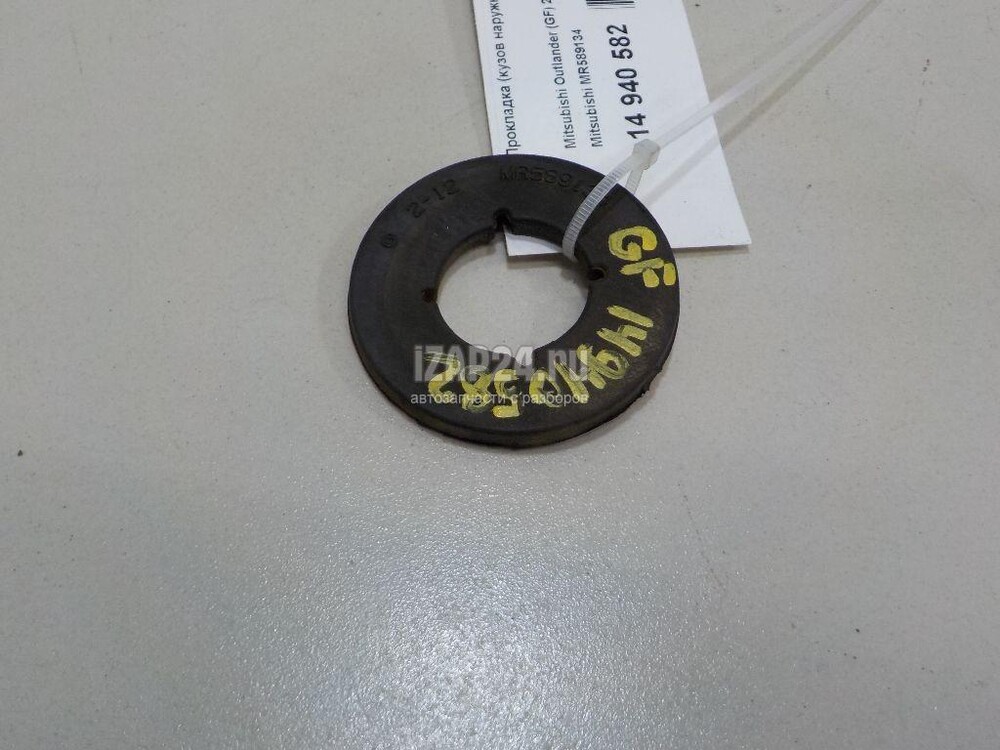 Прокладка (кузов наружн
Mitsubishi Outlander (GF) 2
Mitsubishi MR589134
14 940 582
2-12
GF
14940582
iZAP24.ru
автозапчасти с разборов